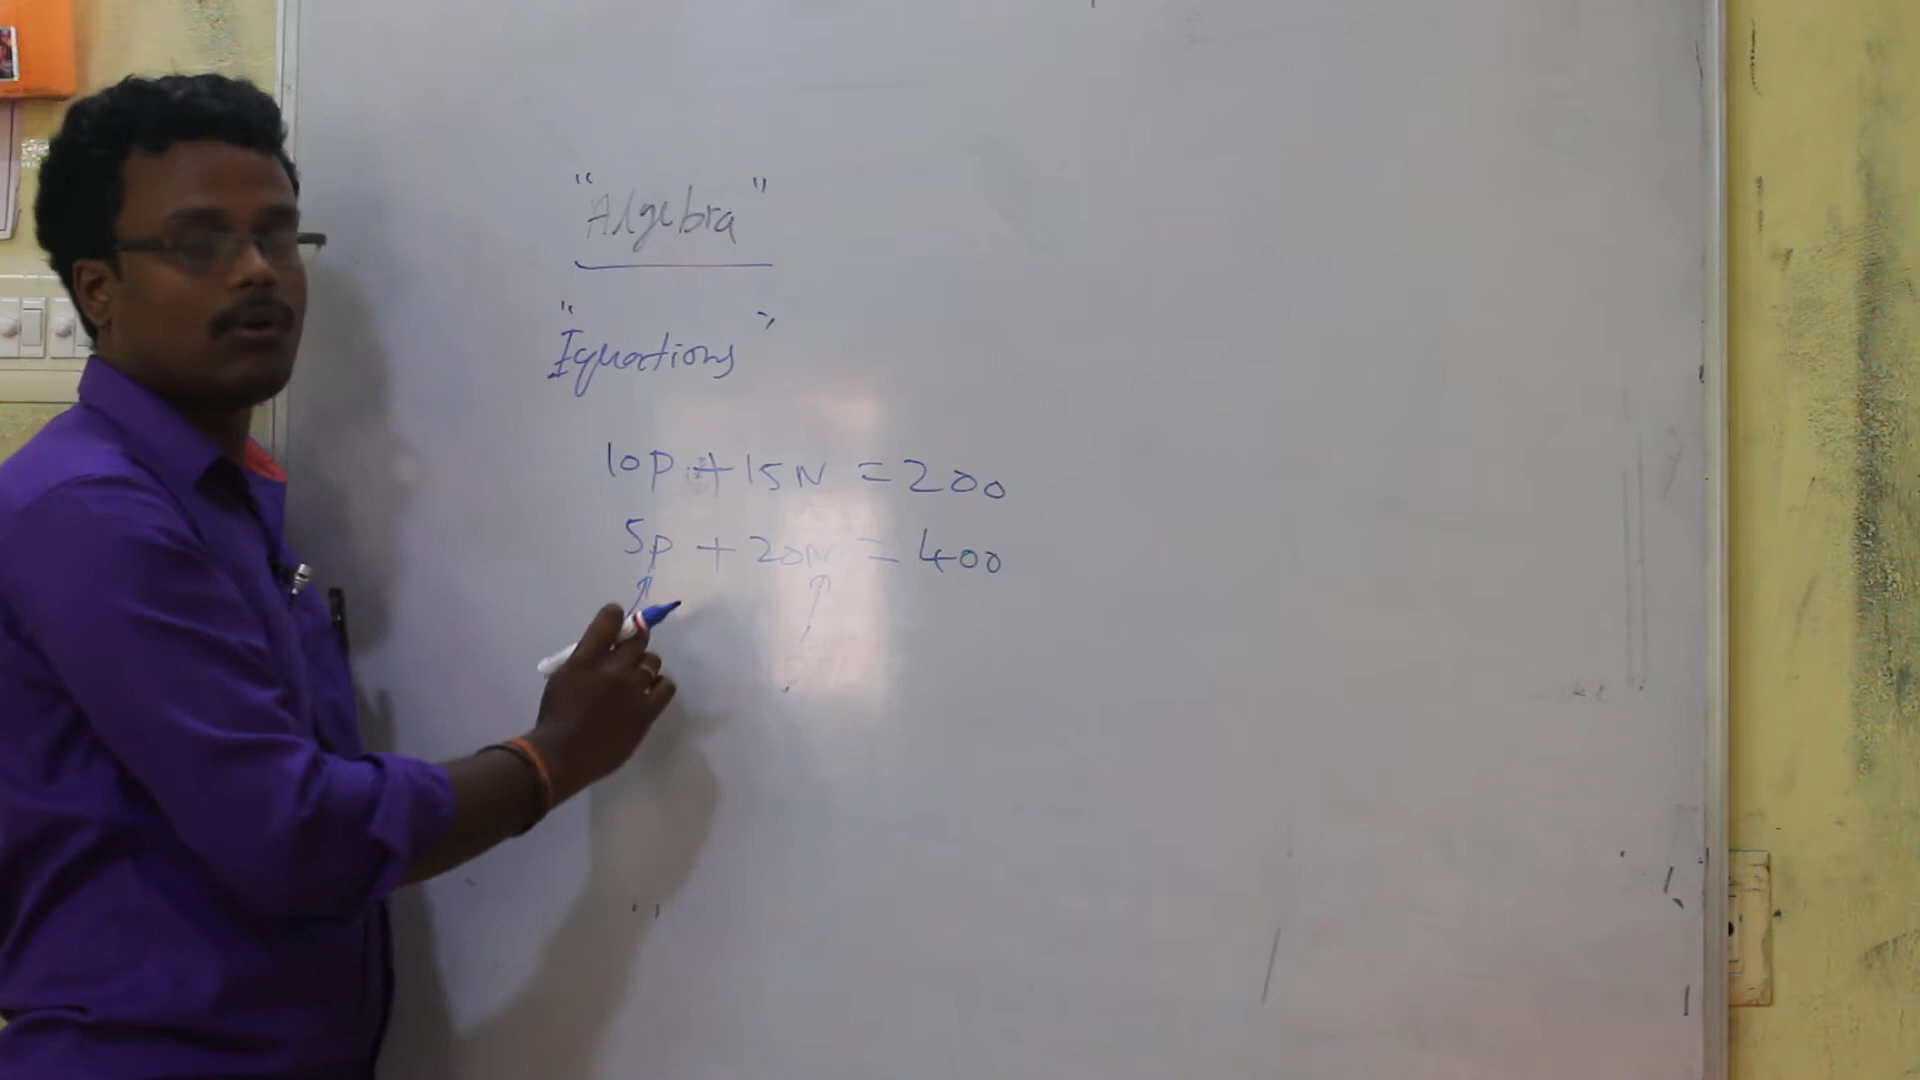 "Algebra"
"Equations"
10p + 15N = 200
5p + 20N = 400